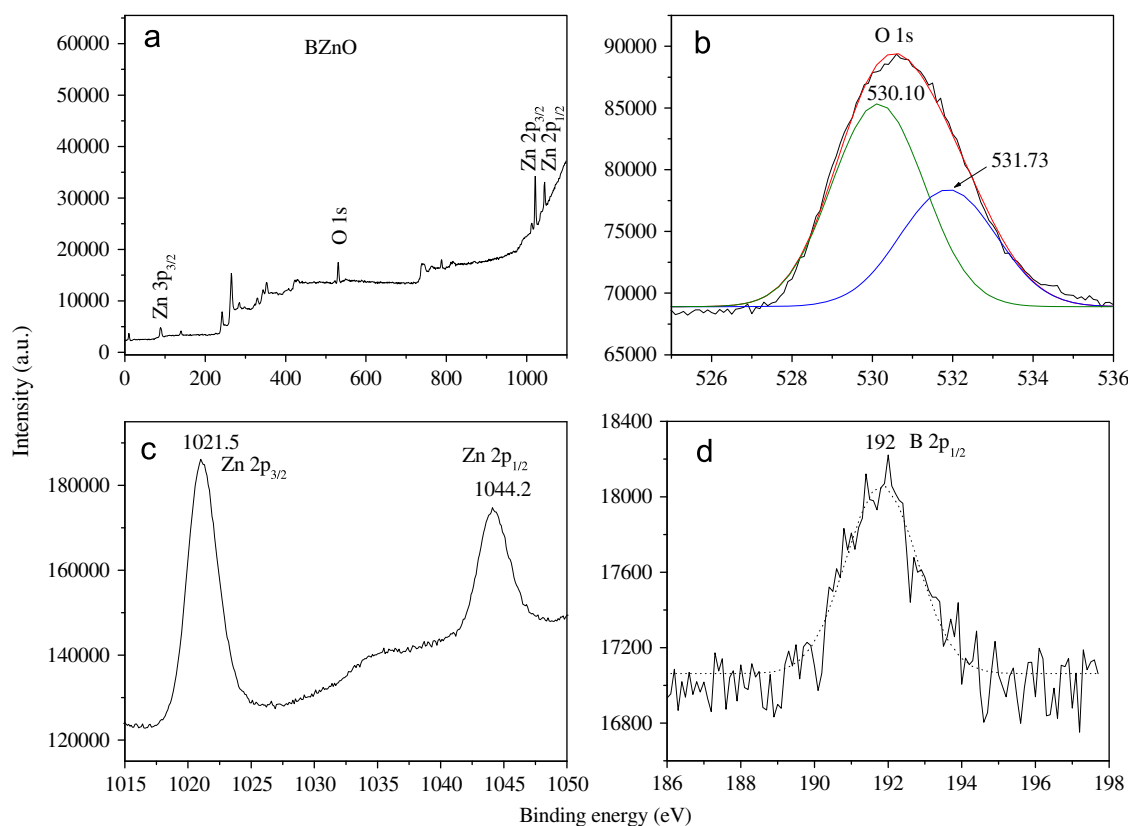 a
BZnO
Zn 3p3/2
O 1s
Zn 2p3/2
Zn 2p1/2
60000
50000
40000
30000
20000
10000
0
0 200 400 600 800 1000
b
O 1s
530.10
531.73
90000
85000
80000
75000
70000
65000
526 528 530 532 534 536
Intensity (a.u.)
c
1021.5
Zn 2p3/2
Zn 2p1/2
1044.2
180000
160000
140000
120000
1015 1020 1025 1030 1035 1040 1045 1050
d
192 B 2p1/2
18400
18000
17600
17200
16800
186 188 190 192 194 196 198
Binding energy (eV)